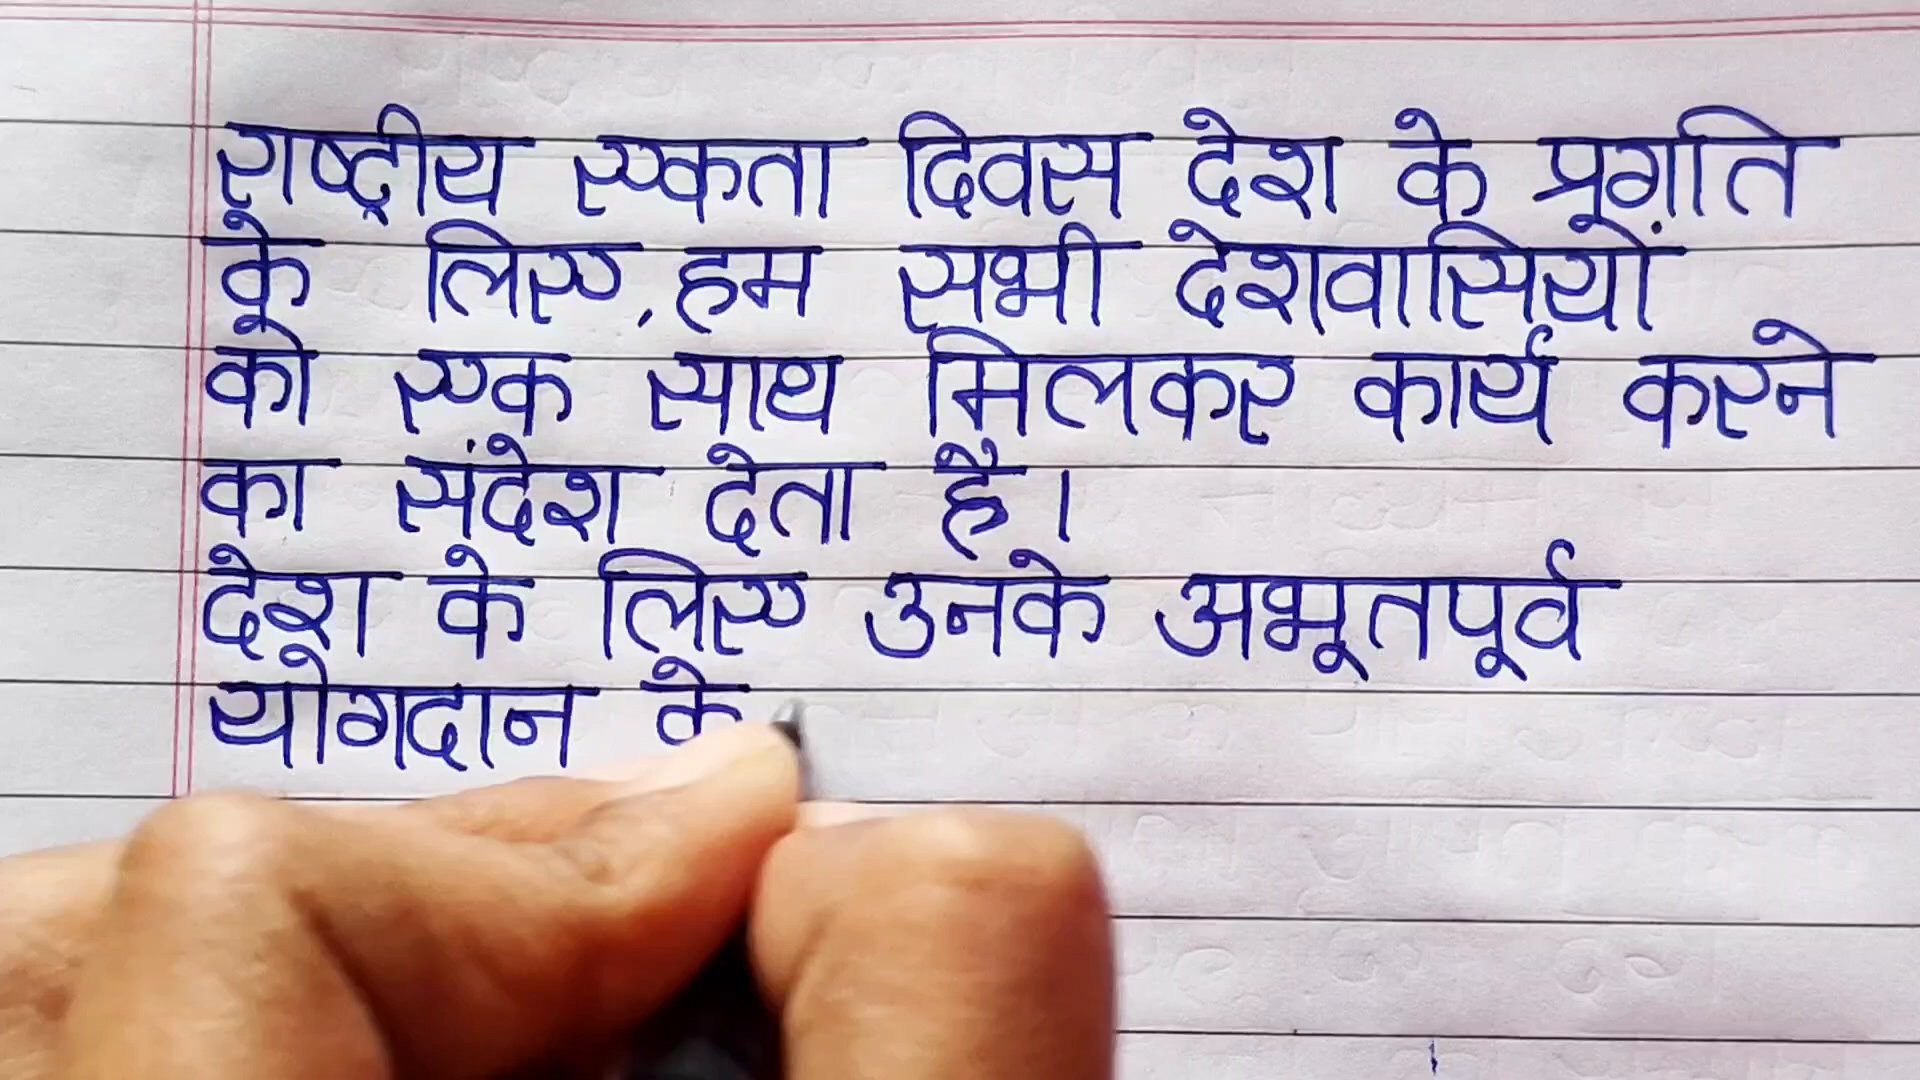 राष्ट्रीय एकता दिवस देश के प्रगति
के लिए, हम सभी देशवासियों
को एक साथ मिलकर कार्य करने
का संदेश देता है।
देश के लिए उनके अभूतपूर्व
योगदान के